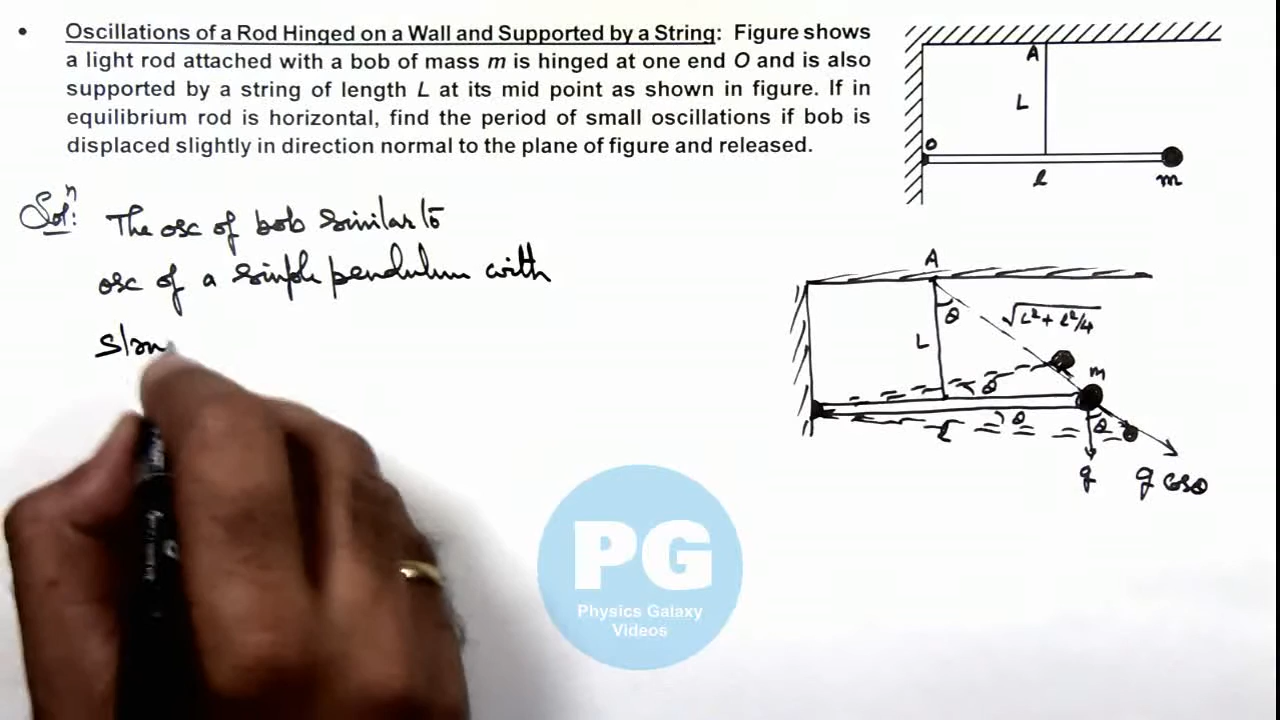 • Oscillations of a Rod Hinged on a Wall and Supported by a String: Figure shows
a light rod attached with a bob of mass m is hinged at one end O and is also
supported by a string of length L at its mid point as shown in figure. If in
equilibrium rod is horizontal, find the period of small oscillations if bob is
displaced slightly in direction normal to the plane of figure and released.
A
L
O
l
m
Solⁿ: The osc of bob similar to
osc of a simple pendulum with
A
θ
√L²+l²/4
L
m
θ
θ
θ
l
g
g cosθ
PG
Physics Galaxy
Videos